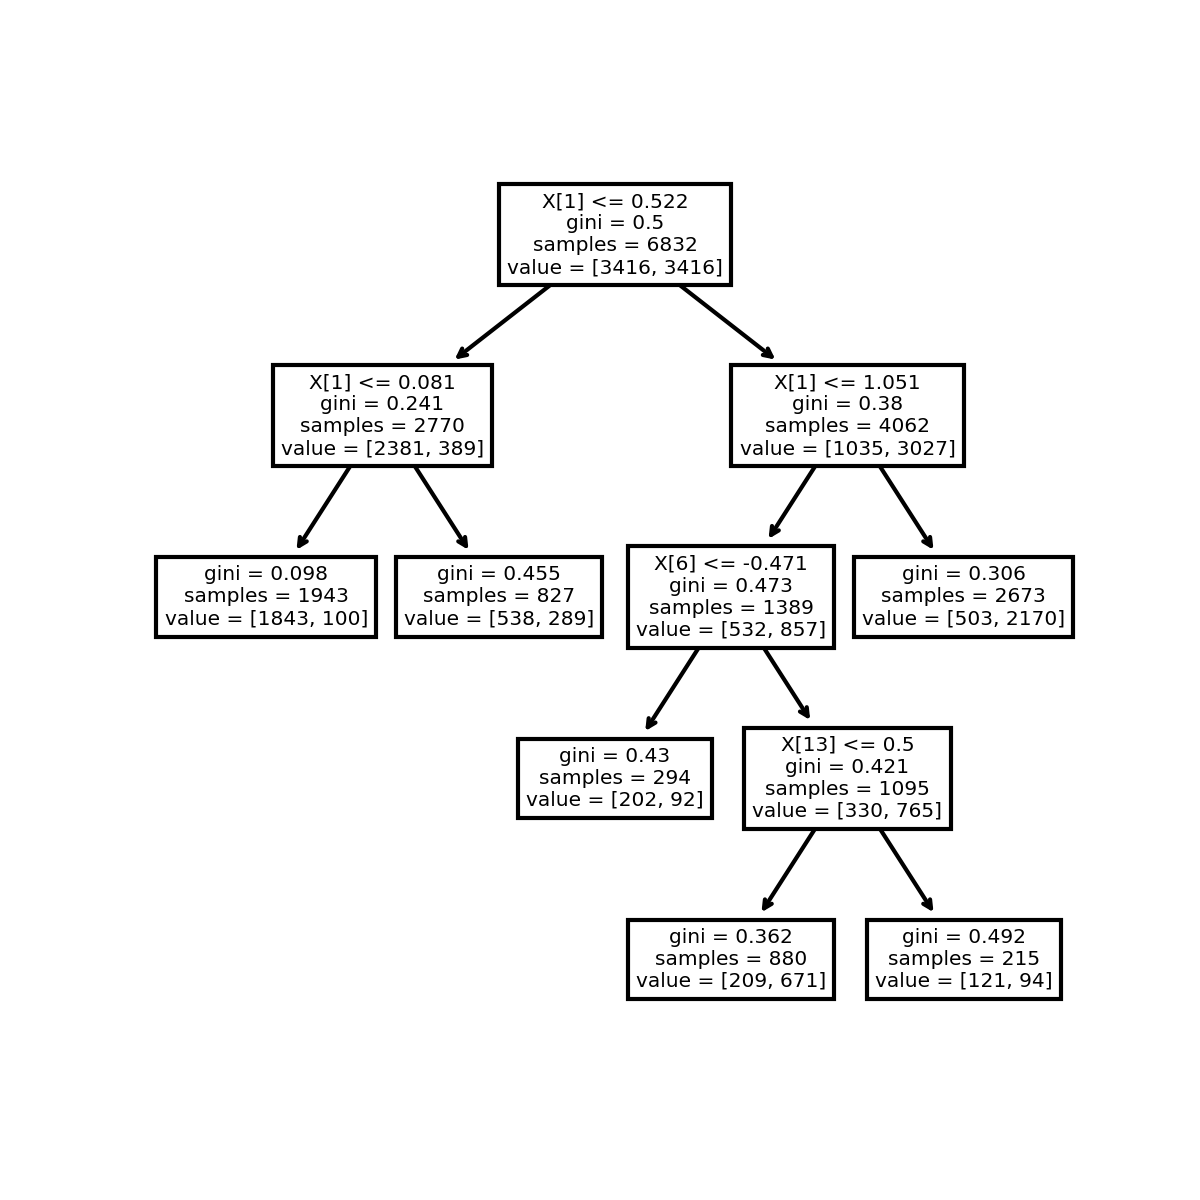 X[1] <= 0.522
gini = 0.5
samples = 6832
value = [3416, 3416]
X[1] <= 0.081
gini = 0.241
samples = 2770
value = [2381, 389]
X[1] <= 1.051
gini = 0.38
samples = 4062
value = [1035, 3027]
gini = 0.098
samples = 1943
value = [1843, 100]
gini = 0.455
samples = 827
value = [538, 289]
X[6] <= -0.471
gini = 0.473
samples = 1389
value = [532, 857]
gini = 0.306
samples = 2673
value = [503, 2170]
gini = 0.43
samples = 294
value = [202, 92]
X[13] <= 0.5
gini = 0.421
samples = 1095
value = [330, 765]
gini = 0.362
samples = 880
value = [209, 671]
gini = 0.492
samples = 215
value = [121, 94]